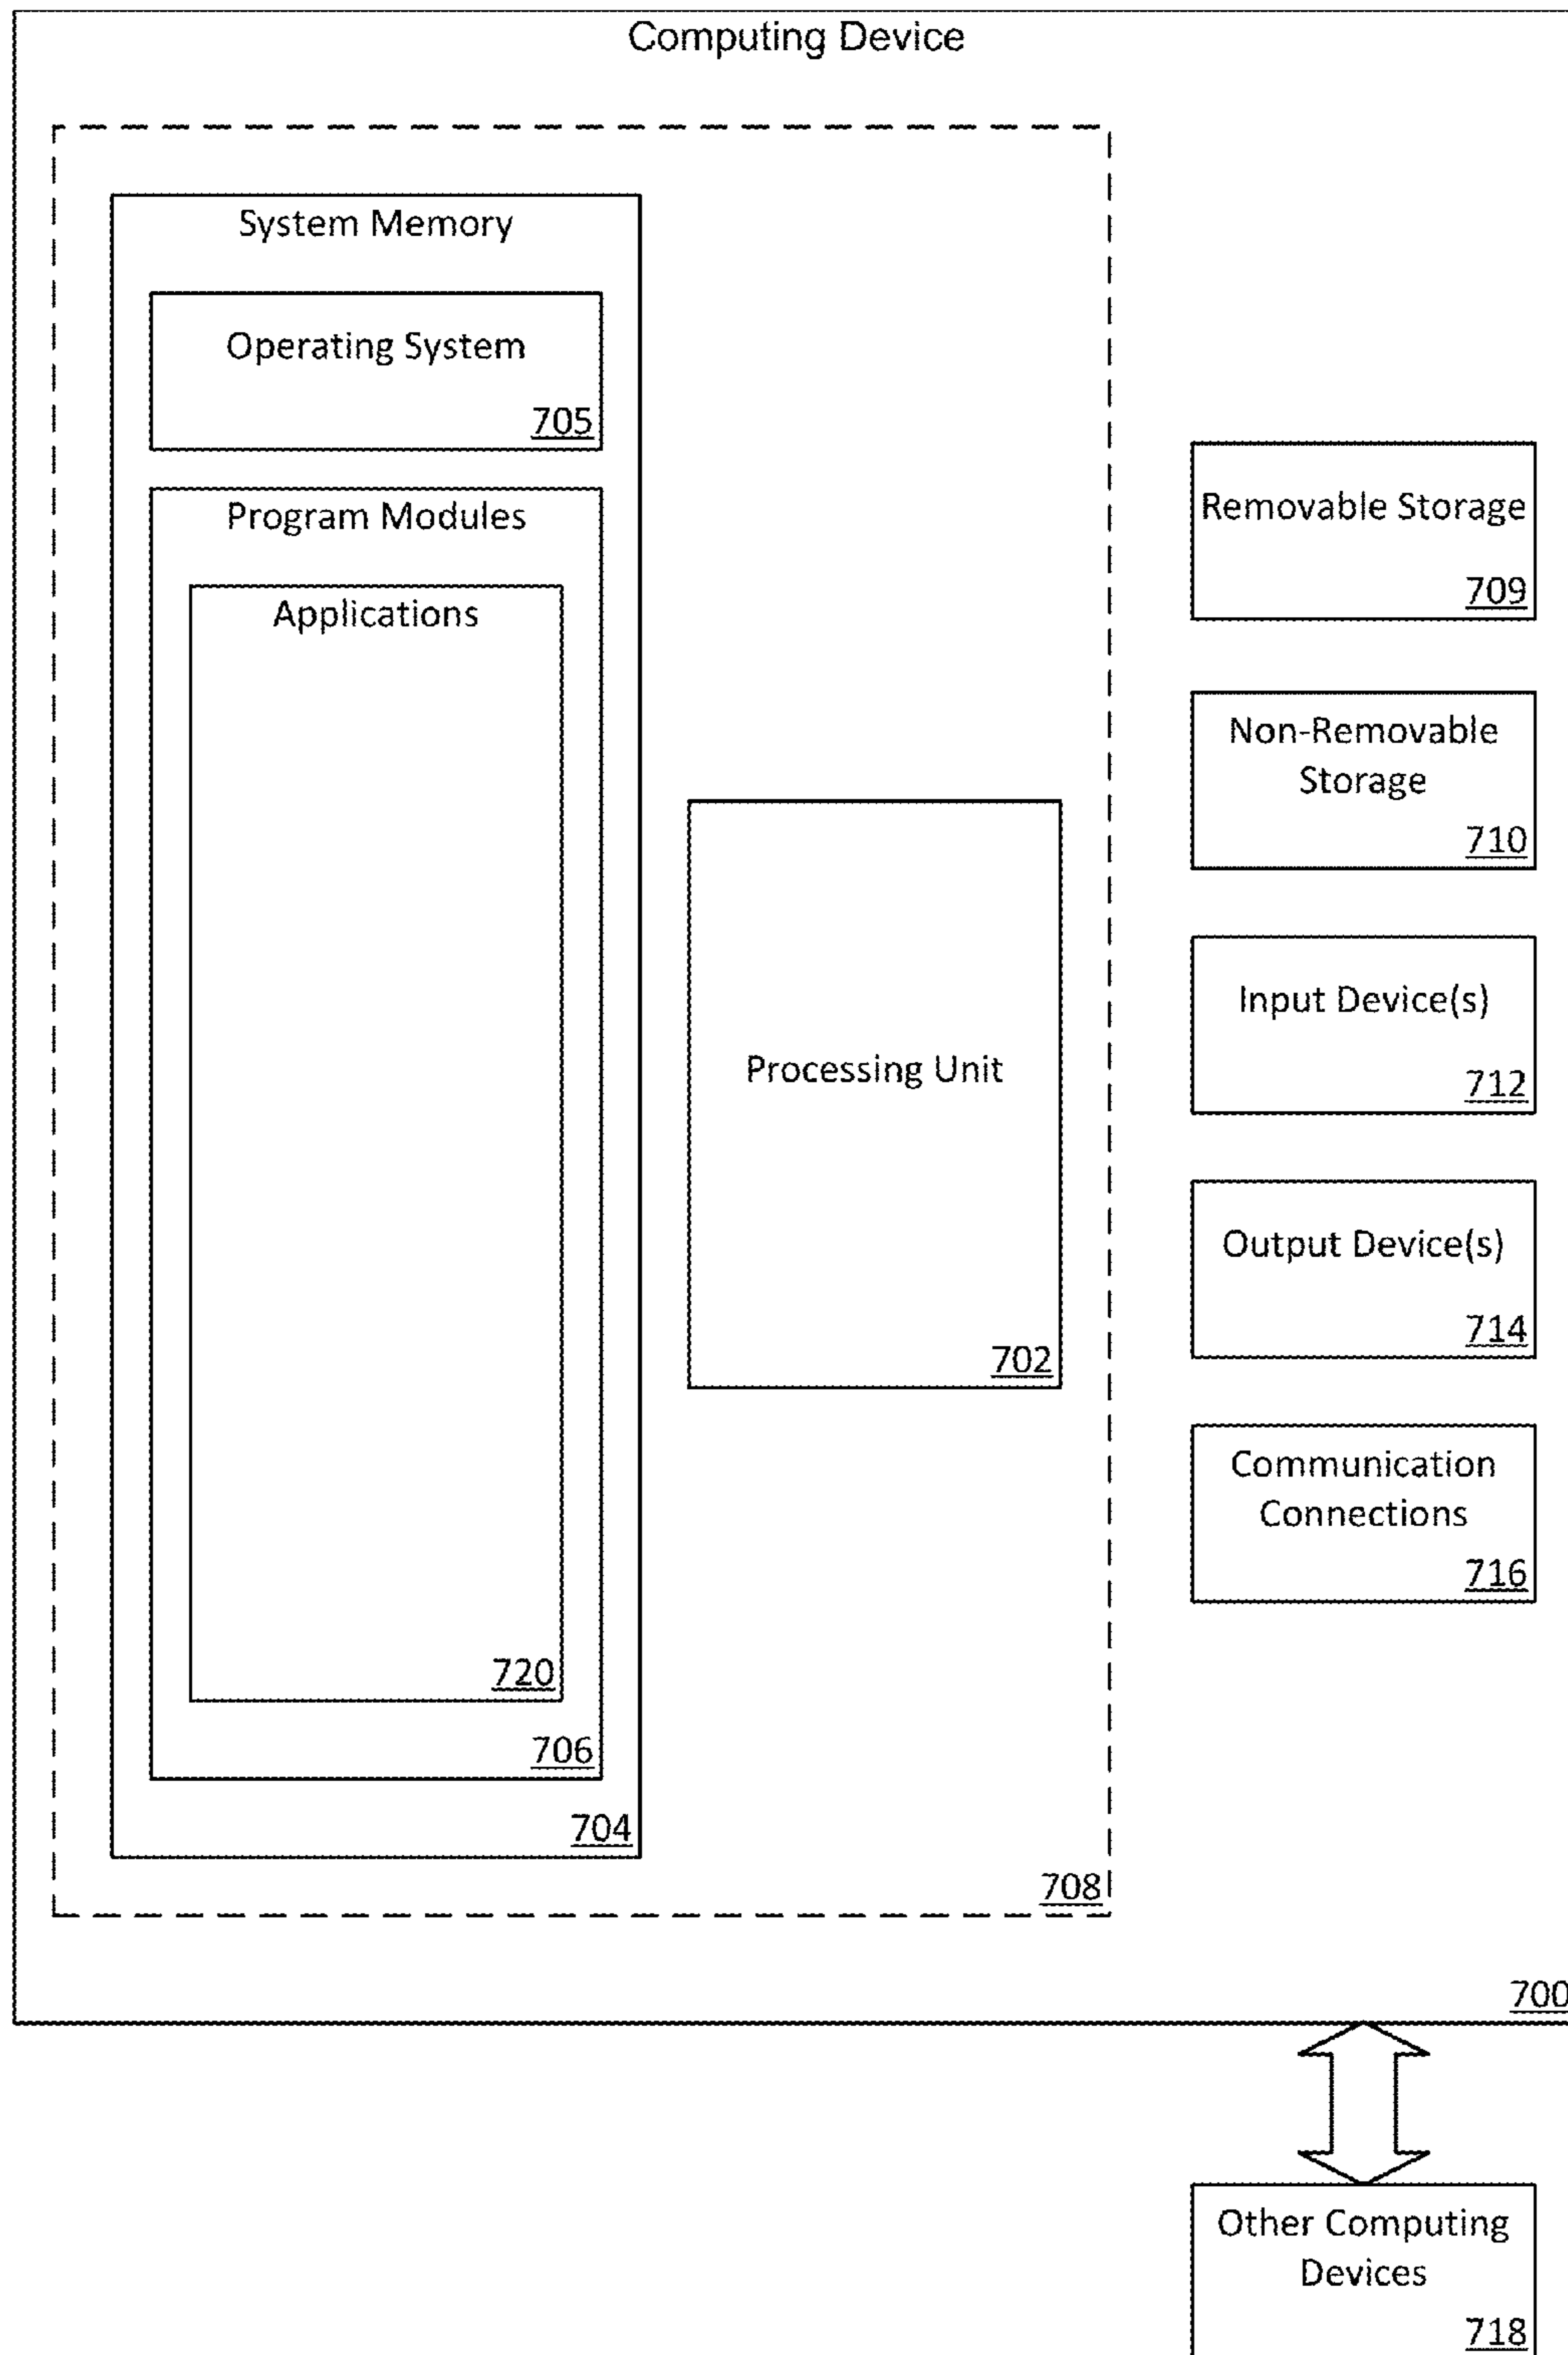 Computing Device
System Memory
Operating System
705
Program Modules
Applications
720
706
704
Processing Unit
702
708
Removable Storage
709
Non-Removable
Storage
710
Input Device(s)
712
Output Device(s)
714
Communication
Connections
716
700
Other Computing
Devices
718